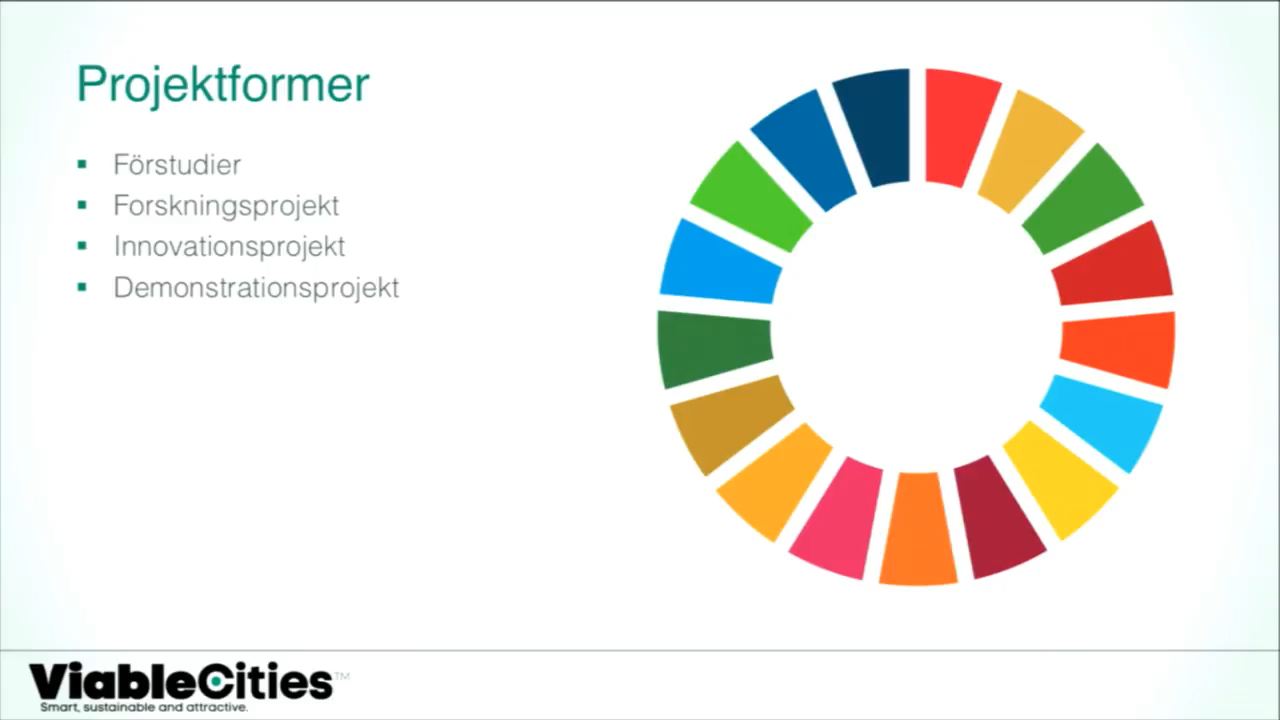 Projektformer
Förstudier
Forskningsprojekt
Innovationsprojekt
Demonstrationsprojekt
ViableCities™
Smart, sustainable and attractive.